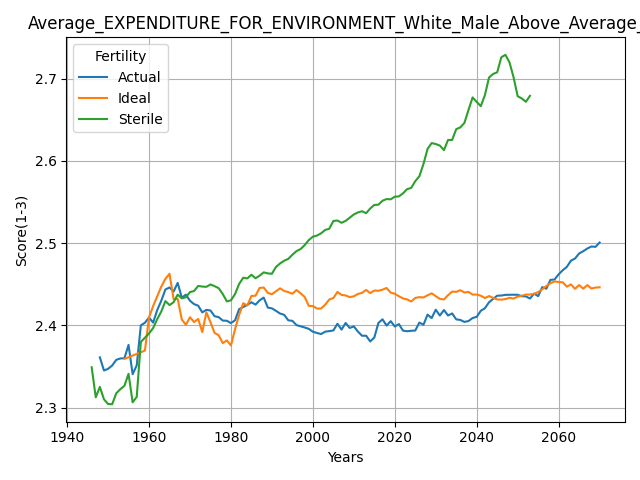 Average_EXPENDITURE_FOR_ENVIRONMENT_White_Male_Above_Average_
Fertility
Actual
Ideal
Sterile
Score(1-3)
2.7
2.6
2.5
2.4
2.3
1940 1960 1980 2000 2020 2040 2060
Years